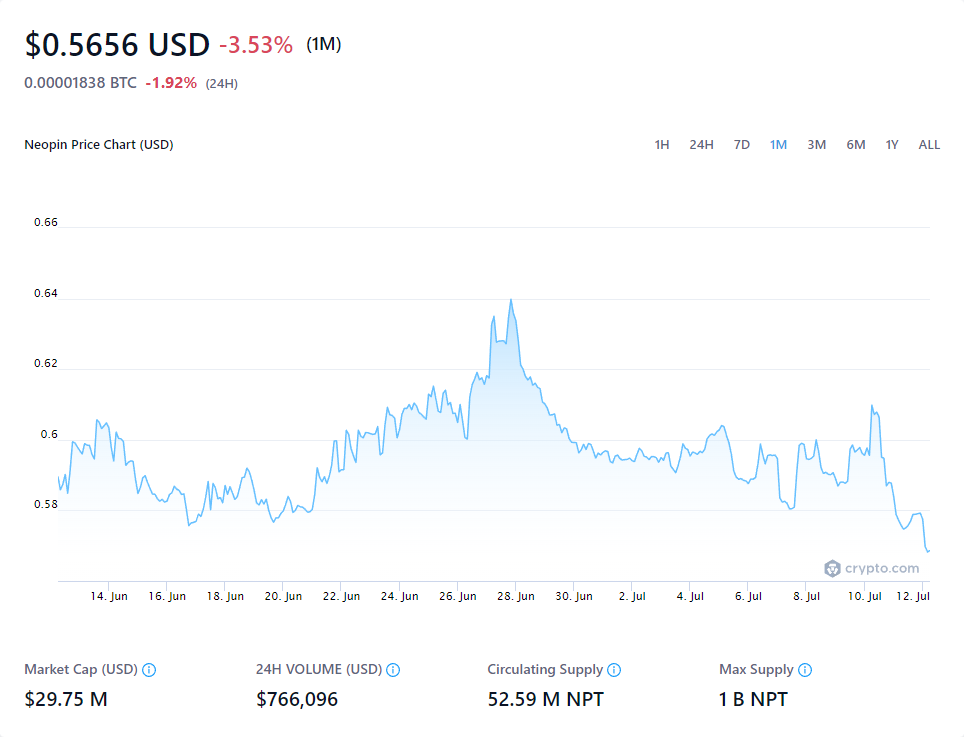 $0.5656 USD -3.53% (1M)
0.00001838 BTC -1.92% (24H)
Neopin Price Chart (USD) 1H 24H 7D 1M 3M 6M 1Y ALL
0.66
0.64
0.62
0.6
0.58
crypto.com
14. Jun 16. Jun 18. Jun 20. Jun 22. Jun 24. Jun 26. Jun 28. Jun 30. Jun 2. Jul 4. Jul 6. Jul 8. Jul 10. Jul 12. Jul
Market Cap (USD) 24H VOLUME (USD) Circulating Supply Max Supply
$29.75 M $766,096 52.59 M NPT 1 B NPT